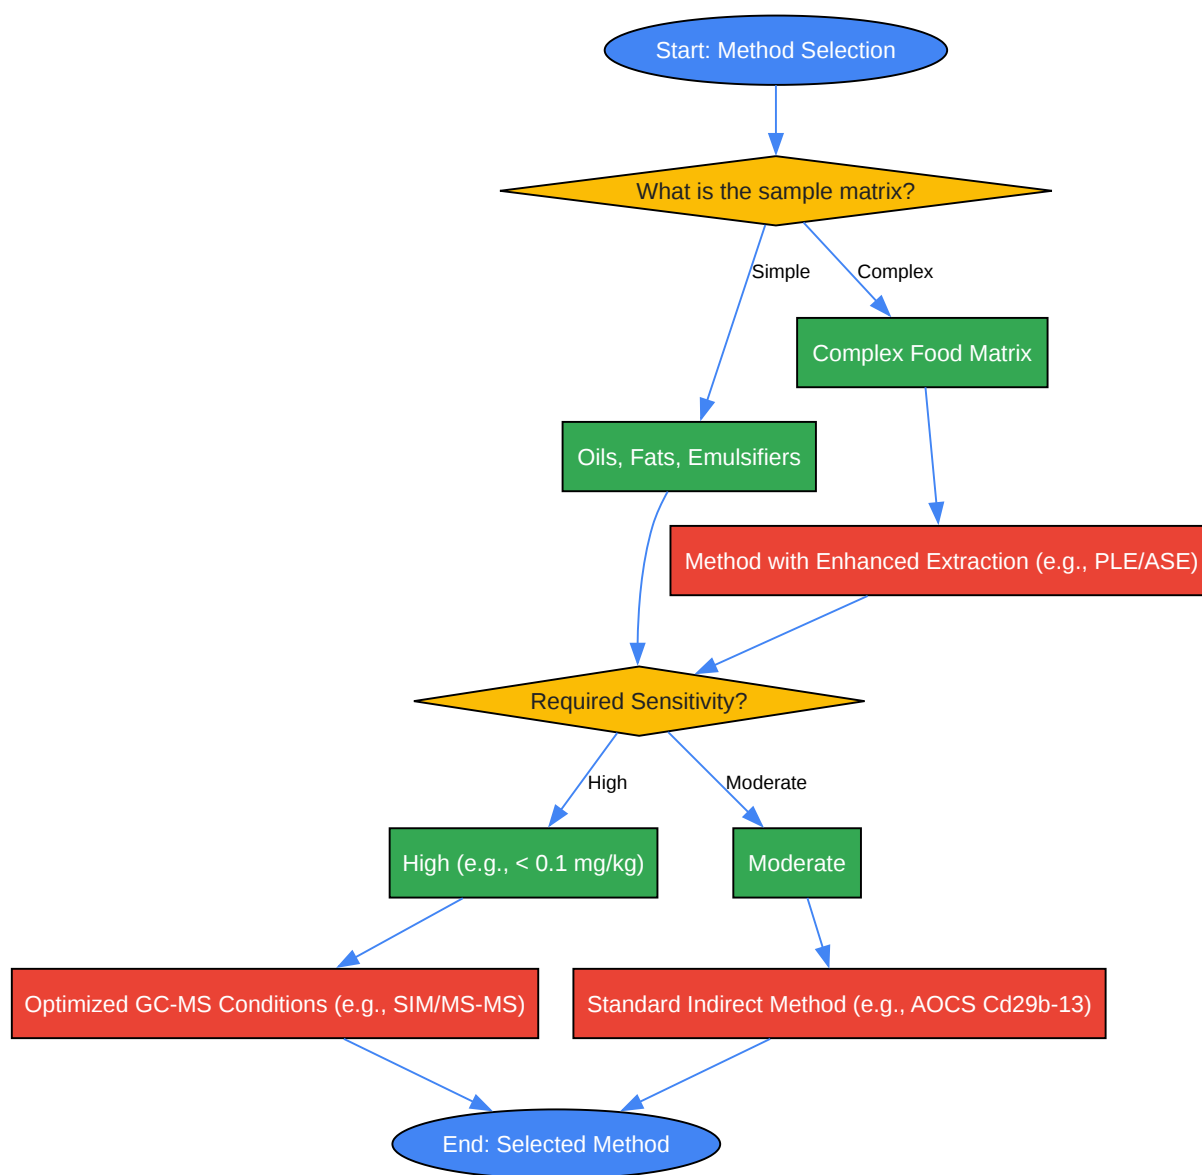 Start: Method Selection
What is the sample matrix?
Simple
Complex
Complex Food Matrix
Oils, Fats, Emulsifiers
Method with Enhanced Extraction (e.g., PLE/ASE)
Required Sensitivity?
High
Moderate
High (e.g., < 0.1 mg/kg)
Moderate
Optimized GC-MS Conditions (e.g., SIM/MS-MS)
Standard Indirect Method (e.g., AOCS Cd29b-13)
End: Selected Method